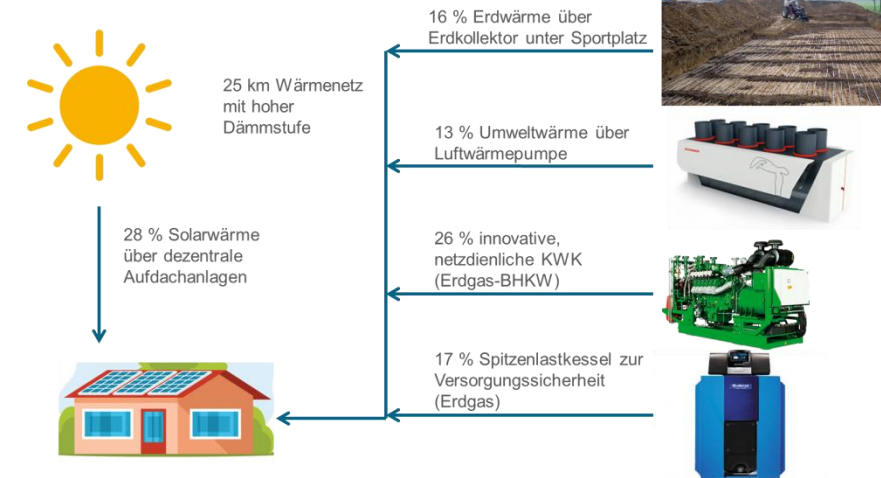 16 % Erdwärme über
Erdkollektor unter Sportplatz
25 km Wärmenetz
mit hoher
Dämmstufe
13 % Umweltwärme über
Luftwärmepumpe
28 % Solarwärme
über dezentrale
Aufdachanlagen
26 % innovative,
netzdienliche KWK
(Erdgas-BHKW)
17 % Spitzenlastkessel zur
Versorgungssicherheit
(Erdgas)